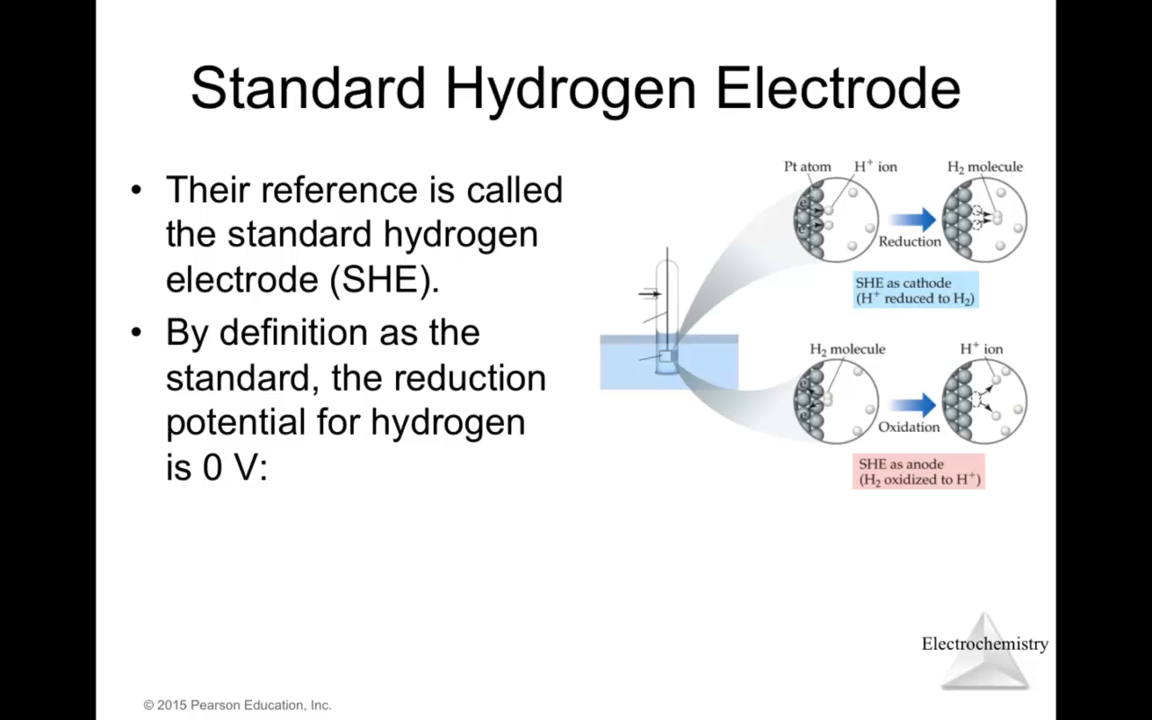 Standard Hydrogen Electrode
• Their reference is called
the standard hydrogen
electrode (SHE).
• By definition as the
standard, the reduction
potential for hydrogen
is 0 V:
Pt atom H⁺ ion H₂ molecule
e⁻
e⁻
Reduction
SHE as cathode
(H⁺ reduced to H₂)
H₂ molecule H⁺ ion
e⁻
e⁻
Oxidation
SHE as anode
(H₂ oxidized to H⁺)
Electrochemistry
© 2015 Pearson Education, Inc.